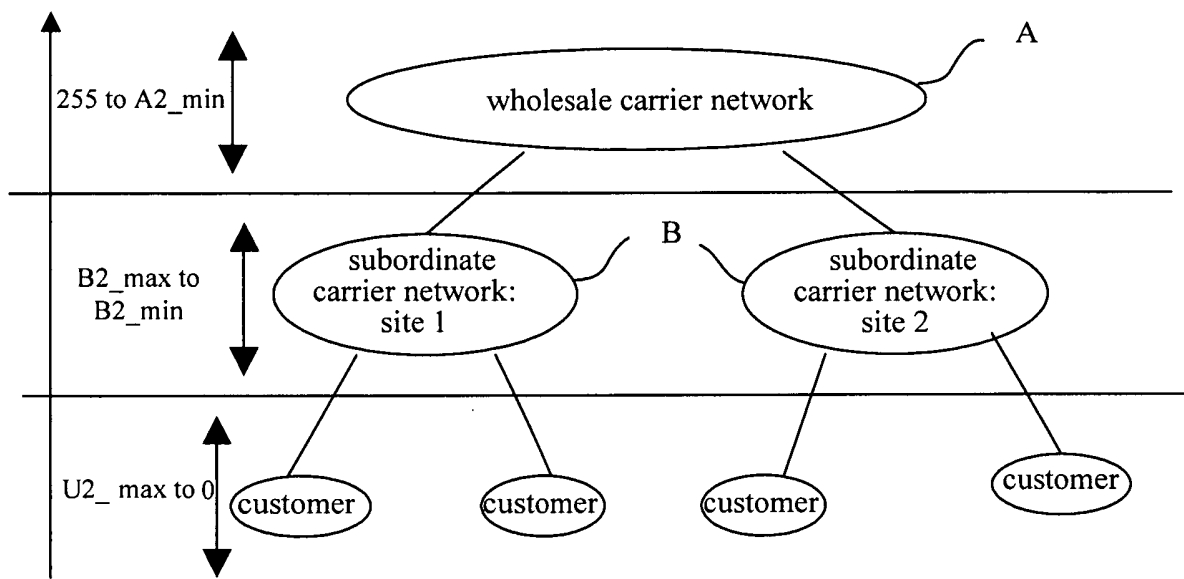 A
255 to A2_min
wholesale carrier network
B
B2_max to
B2_min
subordinate
carrier network:
site 1
subordinate
carrier network:
site 2
U2_ max to 0
customer
customer
customer
customer